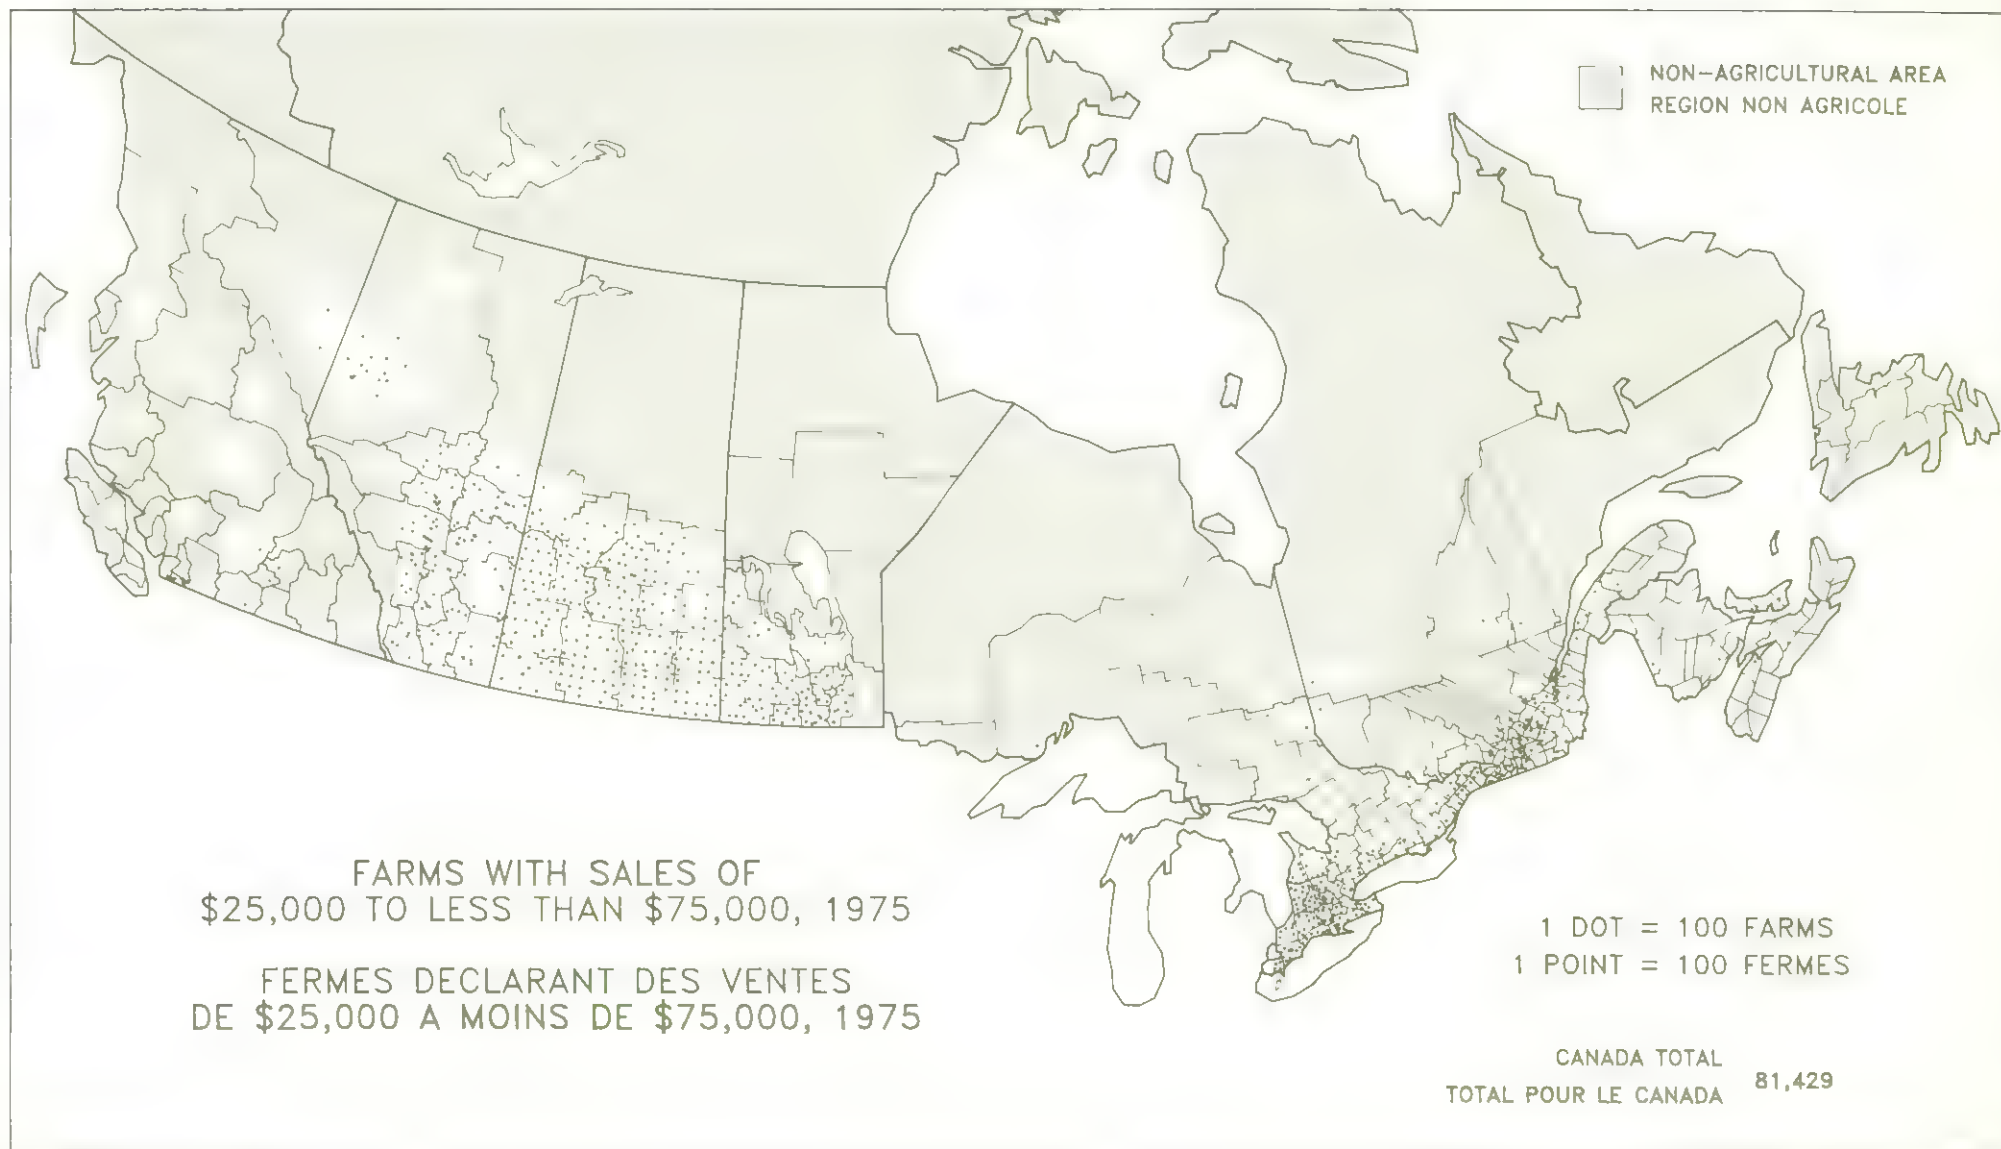 NON-AGRICULTURAL AREA
REGION NON AGRICOLE
FARMS WITH SALES OF
$25,000 TO LESS THAN $75,000, 1975
FERMES DECLARANT DES VENTES
DE $25,000 A MOINS DE $75,000, 1975
1 DOT = 100 FARMS
1 POINT = 100 FERMES
CANADA TOTAL
TOTAL POUR LE CANADA 81,429